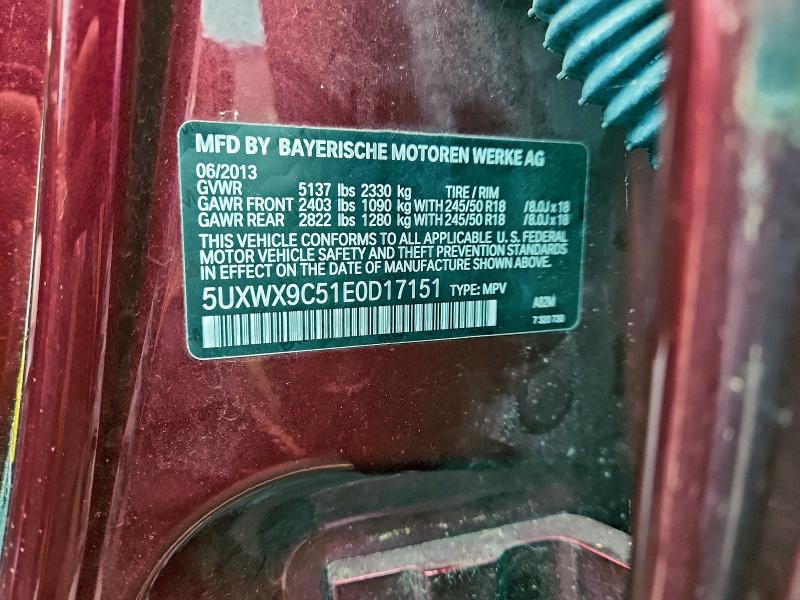 MFD BY BAYERISCHE MOTOREN WERKE AG
06/2013
GVWR 5137 lbs 2330 kg TIRE / RIM
GAWR FRONT 2403 lbs 1090 kg WITH 245/50 R18 / 8.0J x 18
GAWR REAR 2822 lbs 1280 kg WITH 245/50 R18 / 8.0J x 18
THIS VEHICLE CONFORMS TO ALL APPLICABLE U. S. FEDERAL
MOTOR VEHICLE SAFETY AND THEFT PREVENTION STANDARDS
IN EFFECT ON THE DATE OF MANUFACTURE SHOWN ABOVE.
5UXWX9C51E0D17151 TYPE: MPV
A82M